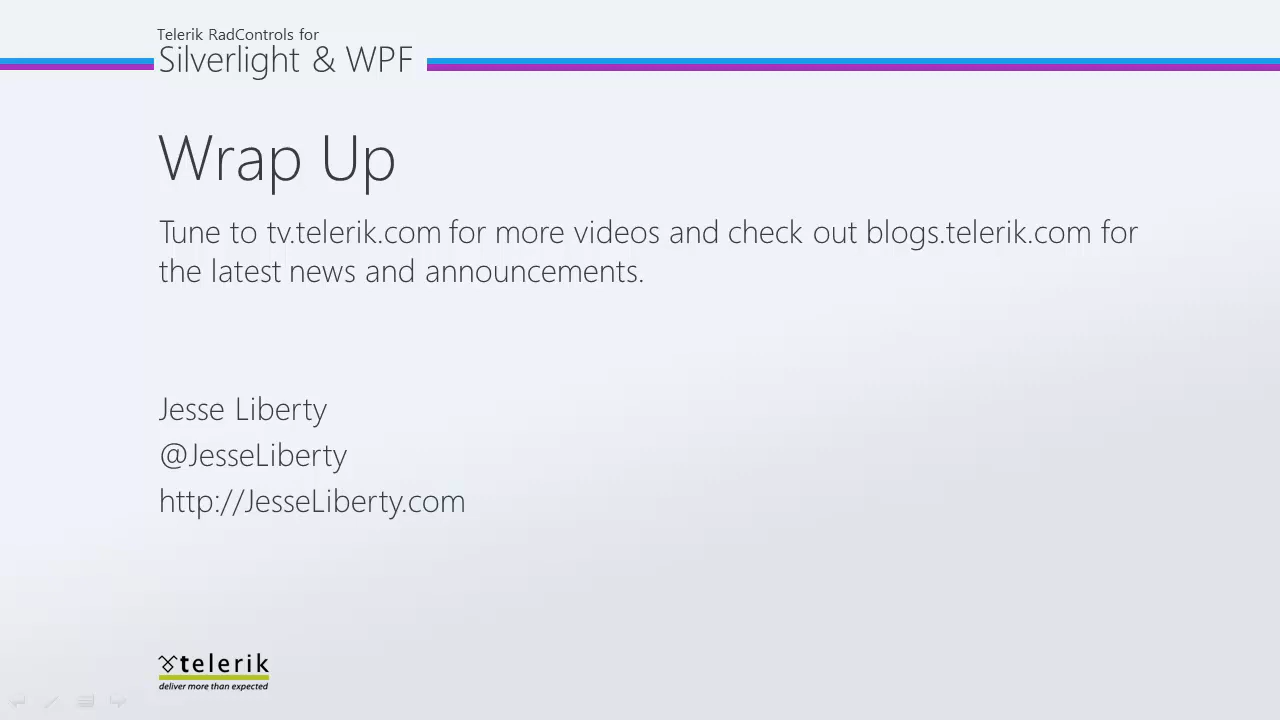 Telerik RadControls for
Silverlight & WPF
Wrap Up
Tune to tv.telerik.com for more videos and check out blogs.telerik.com for
the latest news and announcements.
Jesse Liberty
@JesseLiberty
http://JesseLiberty.com
telerik
deliver more than expected